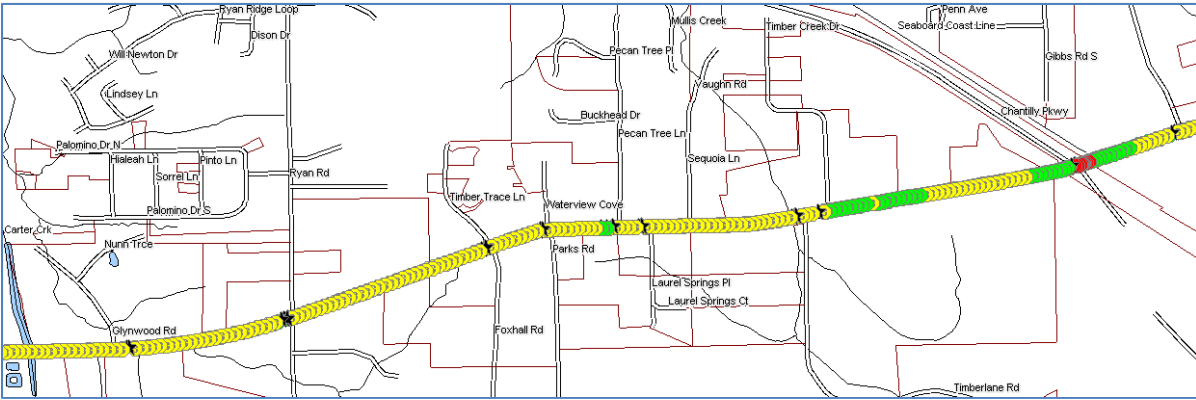 Ryan Ridge Loop
Dison Dr
Will Newton Dr
Lindsey Ln
Palomino Dr N
Hialeah Ln
Pinto Ln
Sorrel Ln
Ryan Rd
Palomino Dr S
Carter Crk
Nunn Trce
Glynwood Rd
Timber Trace Ln
Waterview Cove
Parks Rd
Foxhall Rd
Mullis Creek
Pecan Tree Pl
Vaughn Rd
Buckhead Dr
Pecan Tree Ln
Sequoia Ln
Laurel Springs Pl
Laurel Springs Ct
Timber Creek Dr
Penn Ave
Seaboard Coast Line
Gibbs Rd S
Chantilly Pkwy
Timberlane Rd